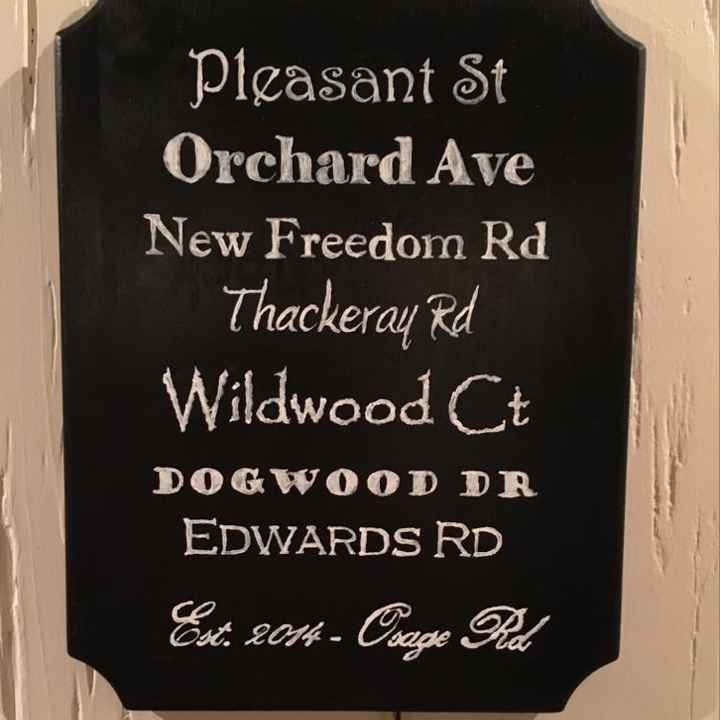 Pleasant St
Orchard Ave
New Freedom Rd
Thackeray Rd
Wildwood Ct
DOGWOOD DR
EDWARDS RD
Est. 2014 - Osage Rd